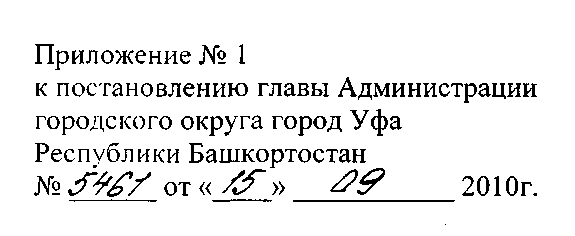 Приложение № 1
к постановлению главы Администрации
городского округа город Уфа
Республики Башкортостан
№ 5461 от «15» 09 2010г.